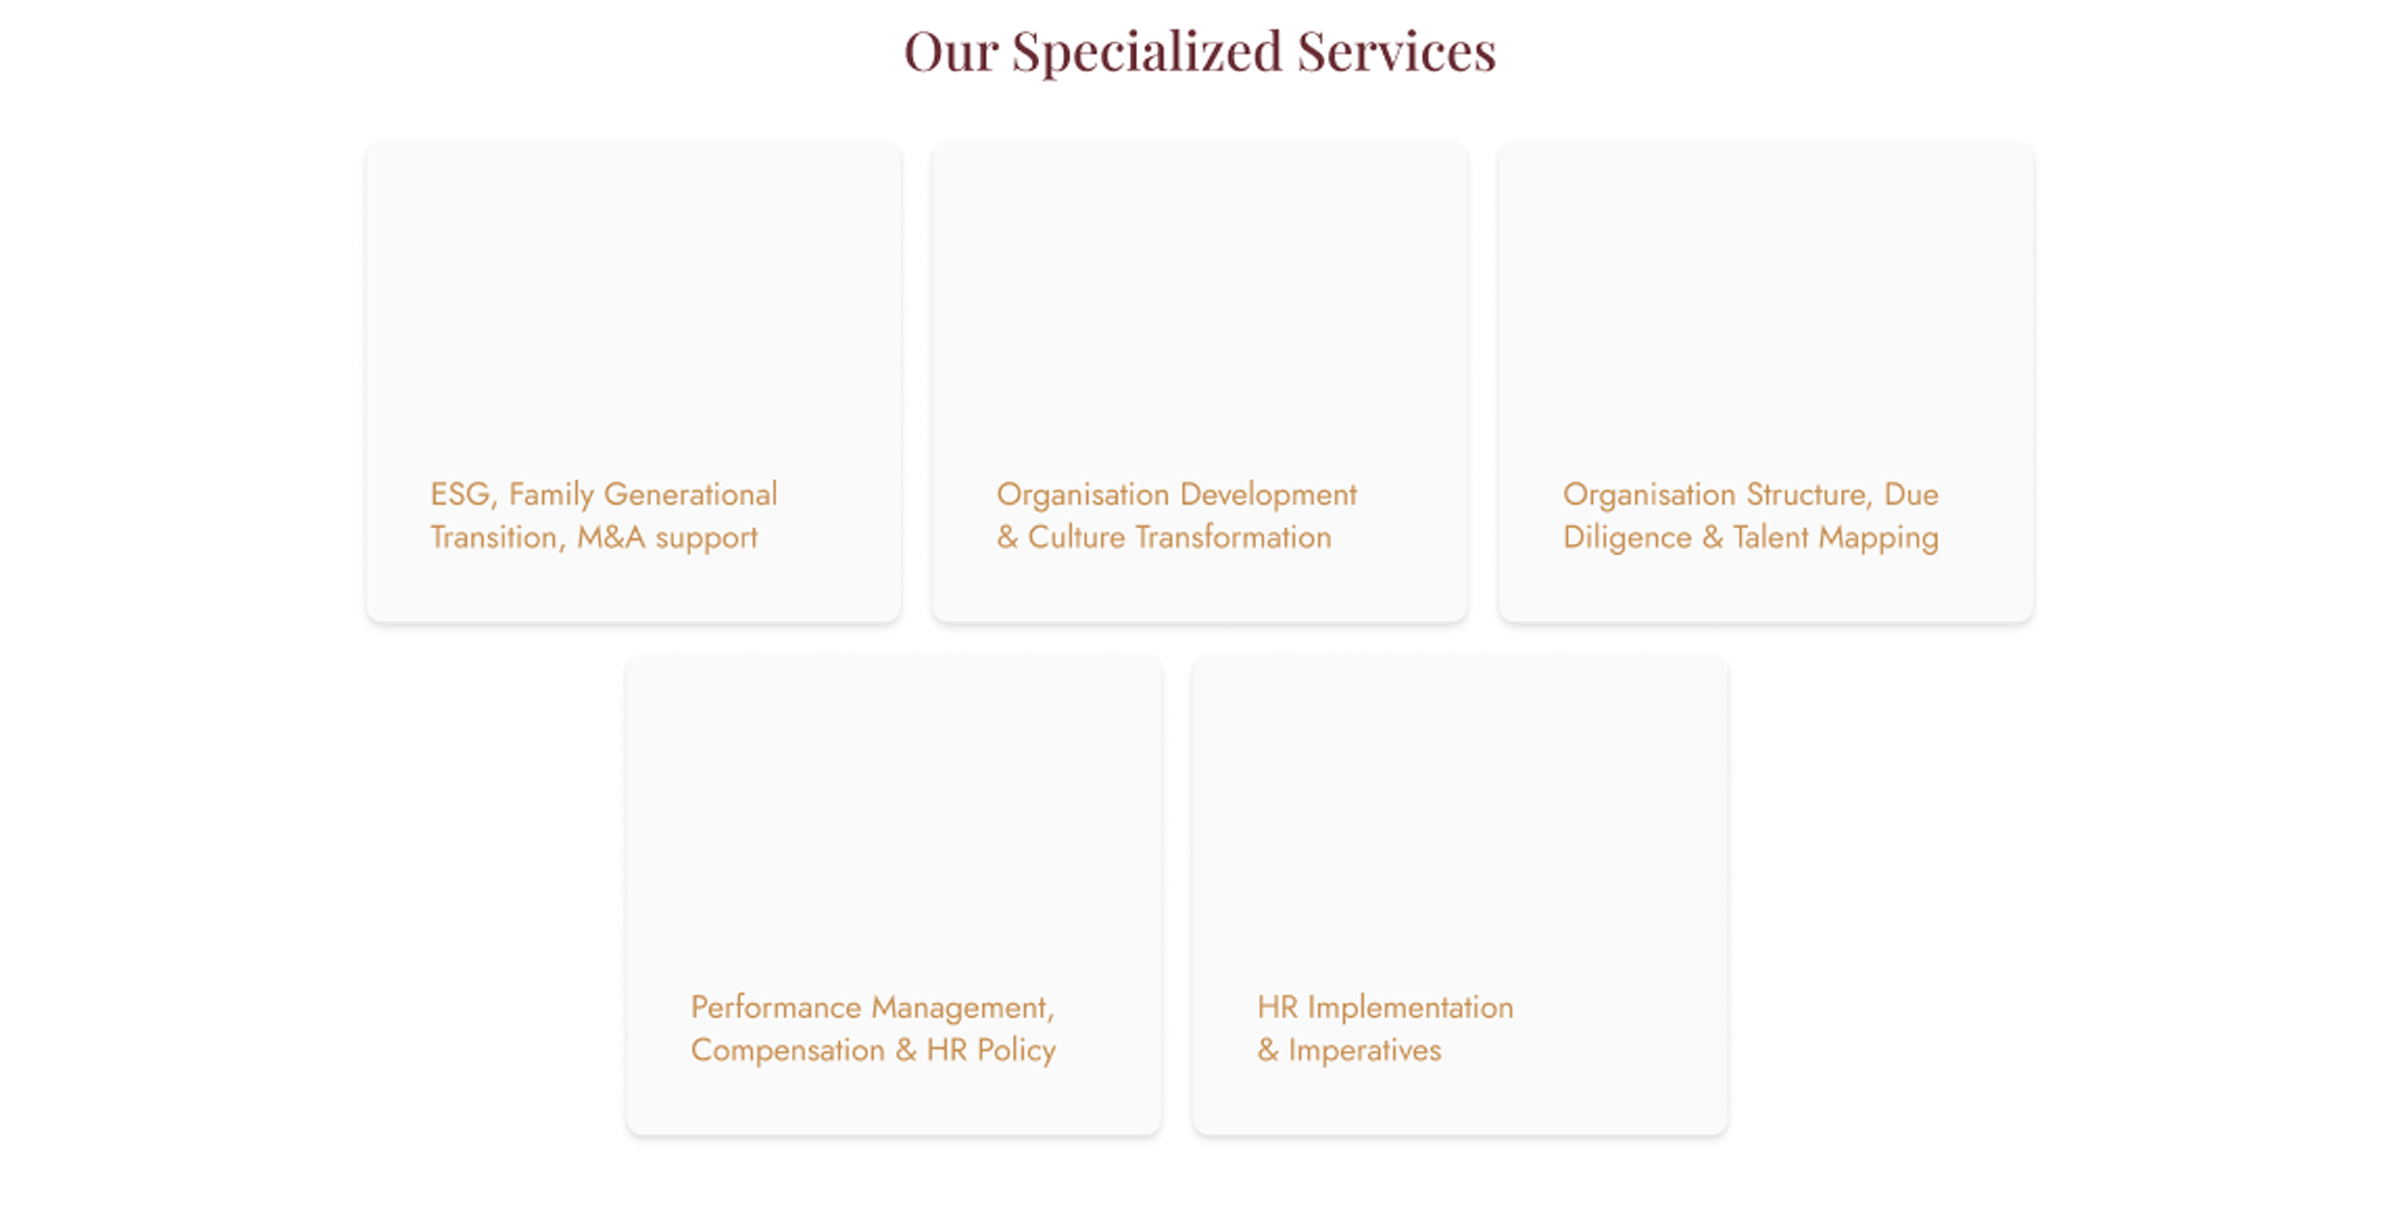 Our Specialized Services
ESG, Family Generational
Transition, M&A support
Organisation Development
& Culture Transformation
Organisation Structure, Due
Diligence & Talent Mapping
Performance Management,
Compensation & HR Policy
HR Implementation
& Imperatives